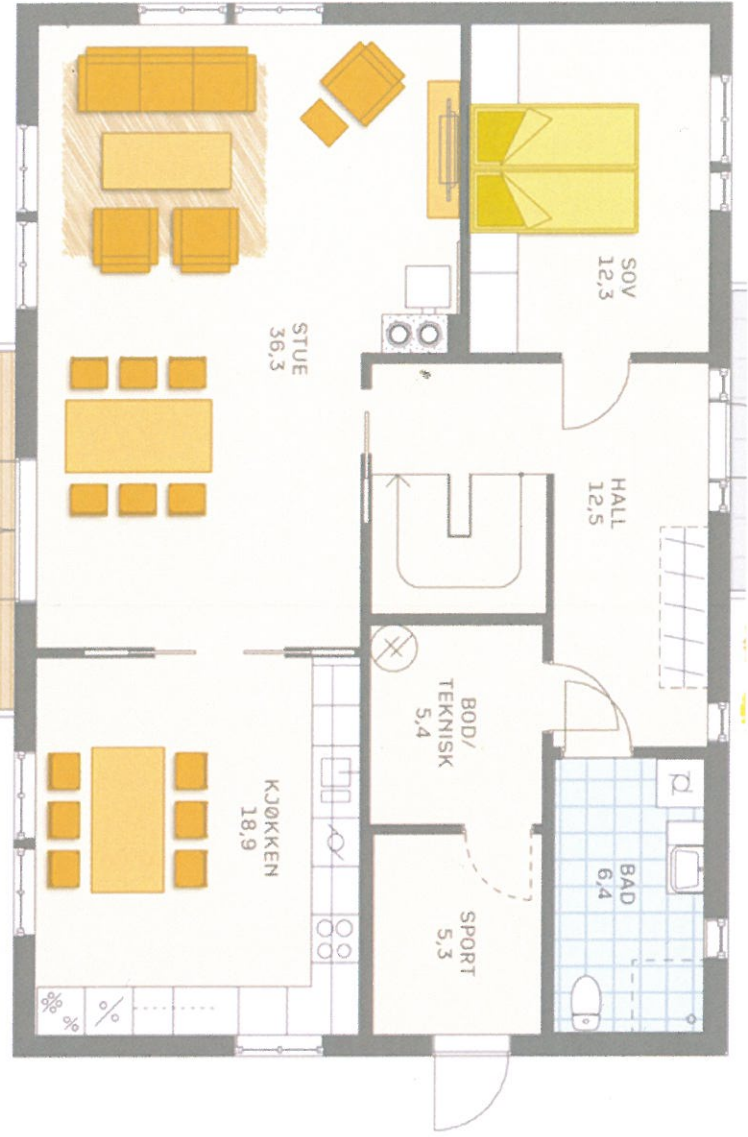 SOV
12,3
STUE
36,3
HALL
12,5
BOD/
TEKNISK
5,4
KJØKKEN
18,9
BAD
6,4
SPORT
5,3